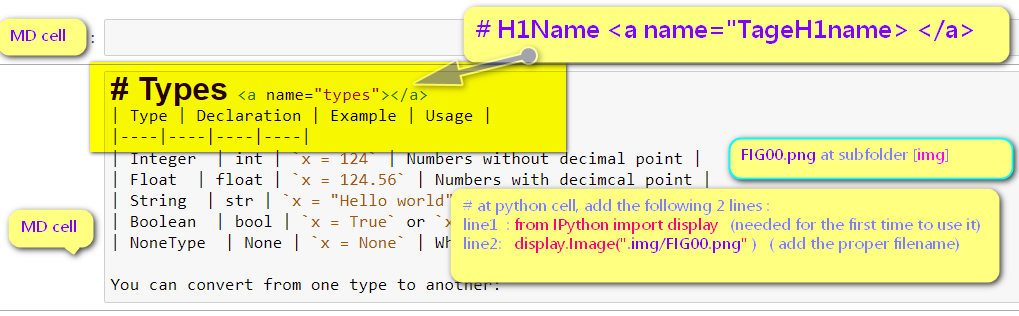 MD cell :
# H1Name <a name="TageH1name> </a>
# Types <a name="types"></a>
| Type | Declaration | Example | Usage |
|----|----|----|----|
| Integer | int | `x = 124` | Numbers without decimal point |
| Float | float | `x = 124.56` | Numbers with decimcal point |
| String | str | `x = "Hello world"
| Boolean | bool | `x = True` or `x
| NoneType | None | `x = None` | Wh
You can convert from one type to another:
MD cell
FIG00.png at subfolder [img]
# at python cell, add the following 2 lines :
line1 : from IPython import display (needed for the first time to use it)
line2: display.Image(".img/FIG00.png" ) ( add the proper filename)